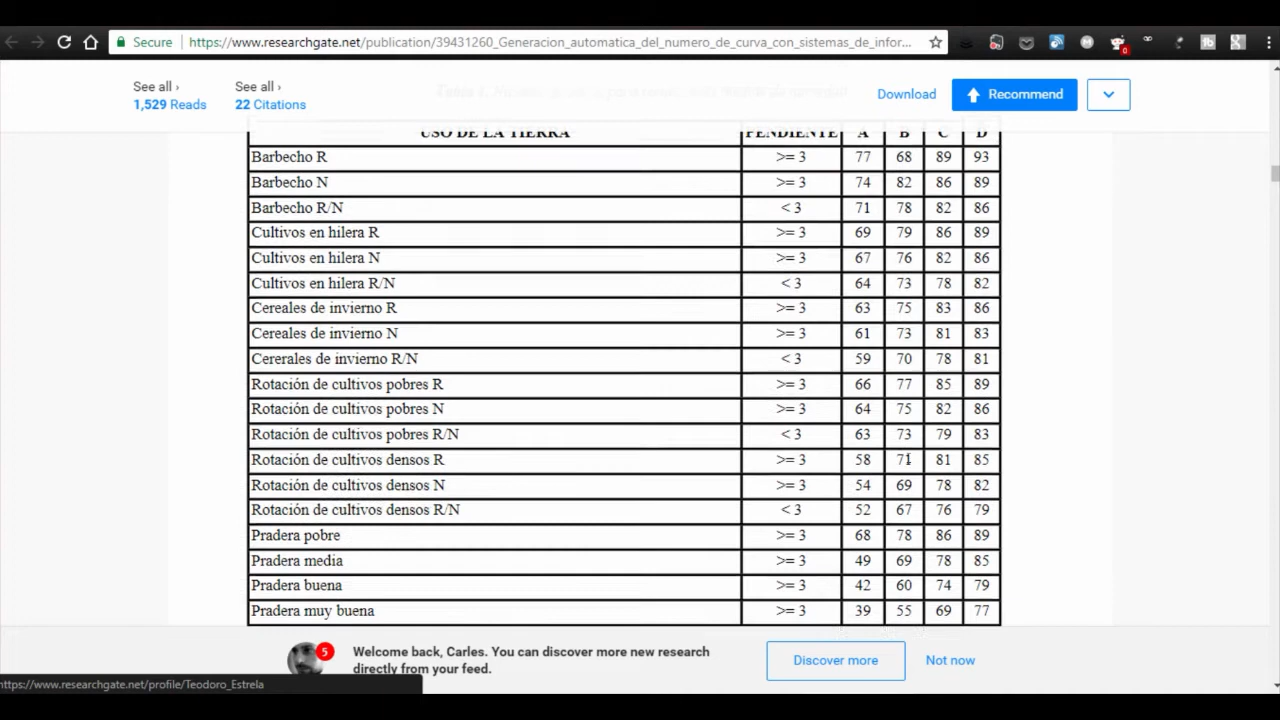 Secure https://www.researchgate.net/publication/39431260_Generacion_automatica_del_numero_de_curva_con_sistemas_de_infor...
0
See all › See all ›
1,529 Reads 22 Citations
Download Recommend
USO DE LA TIERRA PENDIENTE A B C D
Barbecho R >= 3 77 68 89 93
Barbecho N >= 3 74 82 86 89
Barbecho R/N < 3 71 78 82 86
Cultivos en hilera R >= 3 69 79 86 89
Cultivos en hilera N >= 3 67 76 82 86
Cultivos en hilera R/N < 3 64 73 78 82
Cereales de invierno R >= 3 63 75 83 86
Cereales de invierno N >= 3 61 73 81 83
Cererales de invierno R/N < 3 59 70 78 81
Rotación de cultivos pobres R >= 3 66 77 85 89
Rotación de cultivos pobres N >= 3 64 75 82 86
Rotación de cultivos pobres R/N < 3 63 73 79 83
Rotación de cultivos densos R >= 3 58 71 81 85
Rotación de cultivos densos N >= 3 54 69 78 82
Rotación de cultivos densos R/N < 3 52 67 76 79
Pradera pobre >= 3 68 78 86 89
Pradera media >= 3 49 69 78 85
Pradera buena >= 3 42 60 74 79
Pradera muy buena >= 3 39 55 69 77
5
Welcome back, Carles. You can discover more new research
directly from your feed.
Discover more Not now
https://www.researchgate.net/profile/Teodoro_Estrela